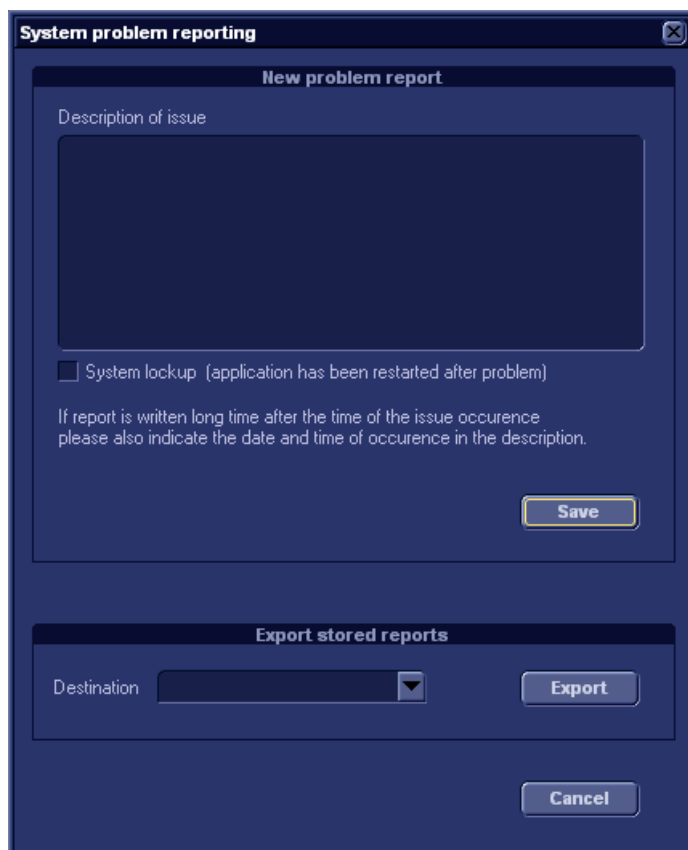 System problem reporting
New problem report
Description of issue
System lockup (application has been restarted after problem)
If report is written long time after the time of the issue occurence
please also indicate the date and time of occurence in the description.
Save
Export stored reports
Destination
Export
Cancel